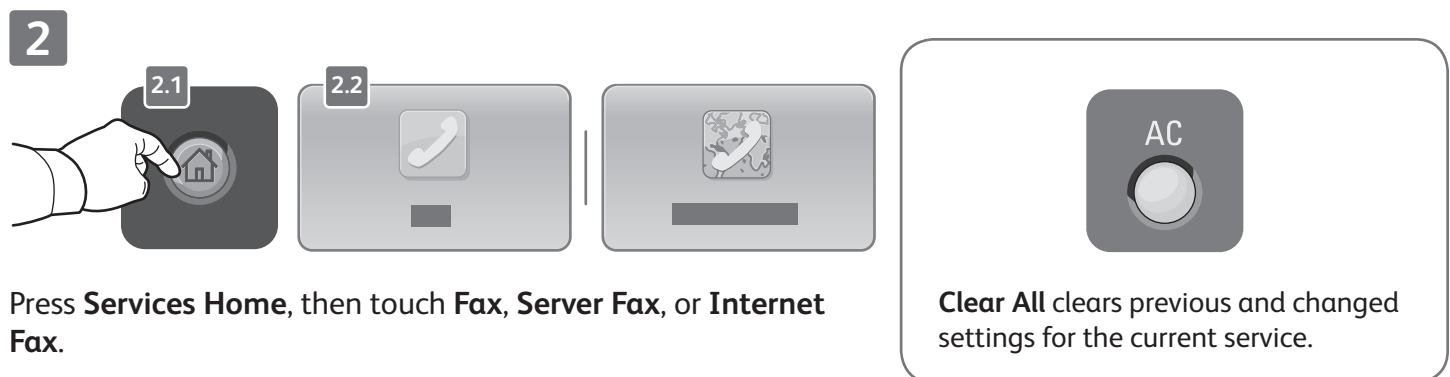 2
2.1
2.2
Press Services Home, then touch Fax, Server Fax, or Internet
Fax.
AC
Clear All clears previous and changed
settings for the current service.